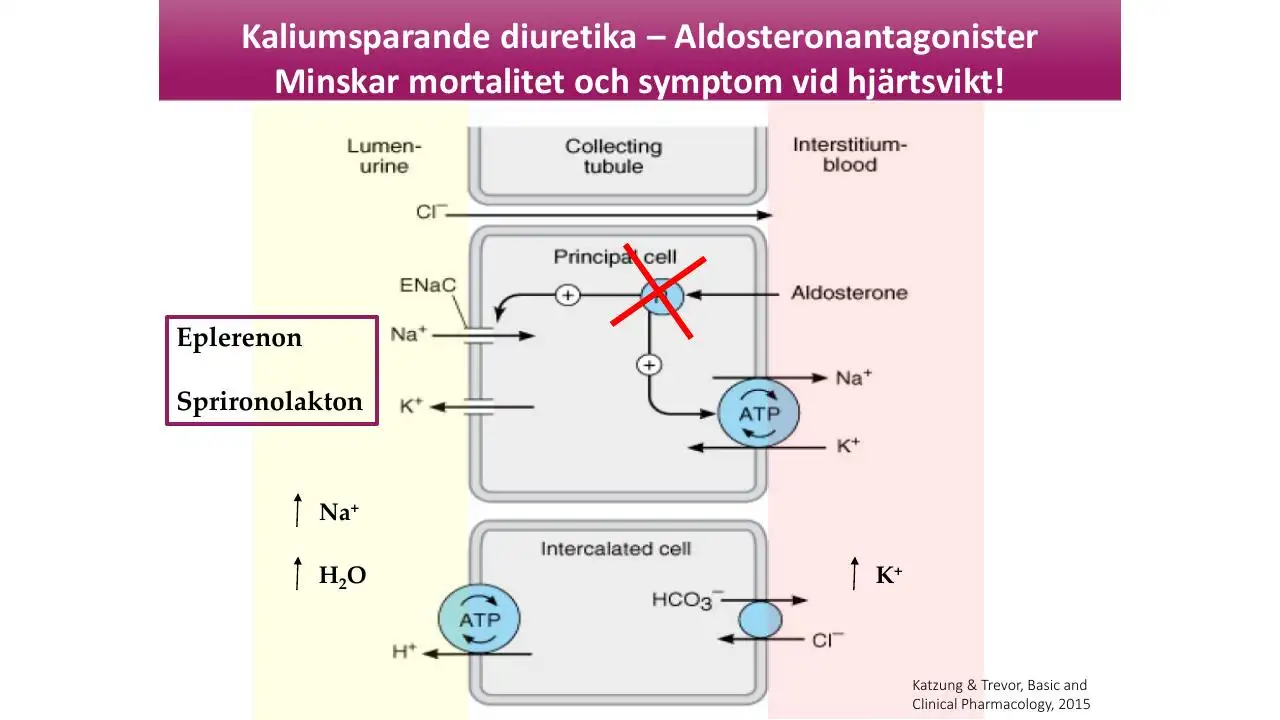 Kaliumsparande diuretika – Aldosteronantagonister
Minskar mortalitet och symptom vid hjärtsvikt!
Lumen-
urine
Collecting
tubule
Interstitium-
blood
Cl⁻
Principal cell
ENaC
R
Aldosterone
+
Eplerenon
Na⁺
+
Na⁺
Sprironolakton
K⁺
ATP
K⁺
Na⁺
Intercalated cell
H₂O
K⁺
HCO₃⁻
ATP
Cl⁻
H⁺
Katzung & Trevor, Basic and
Clinical Pharmacology, 2015